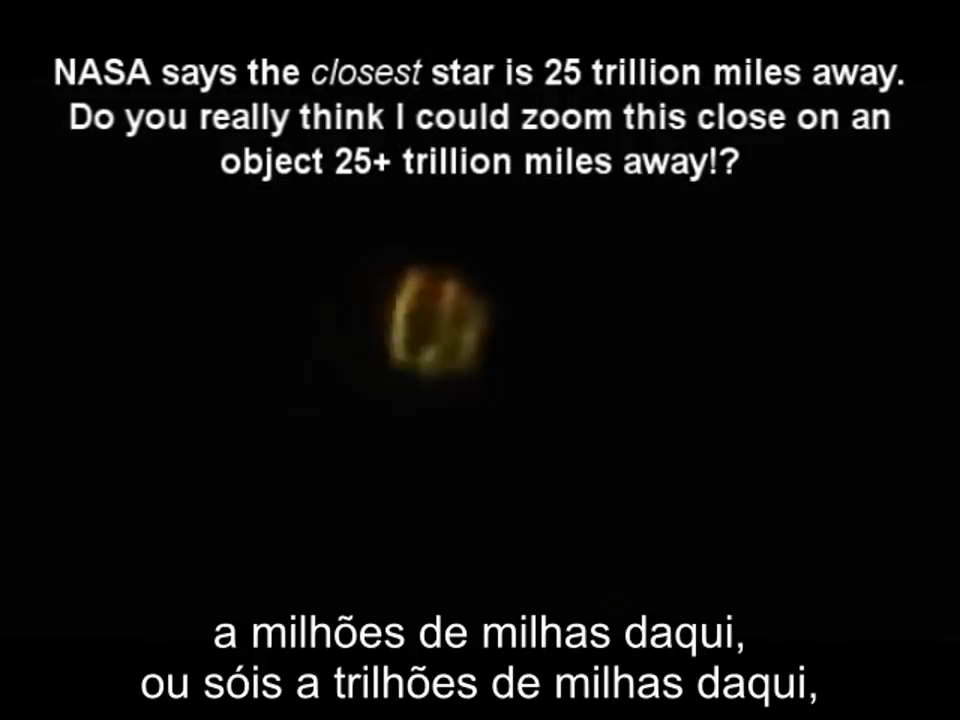 NASA says the closest star is 25 trillion miles away.
Do you really think I could zoom this close on an
object 25+ trillion miles away!?
a milhões de milhas daqui,
ou sóis a trilhões de milhas daqui,